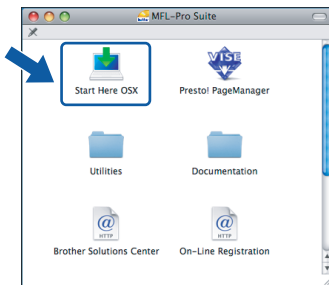 MFL-Pro Suite
VISE
Start Here OSX
Presto! PageManager
Utilities
Documentation
@
HTTP
@
HTTP
Brother Solutions Center
On-Line Registration